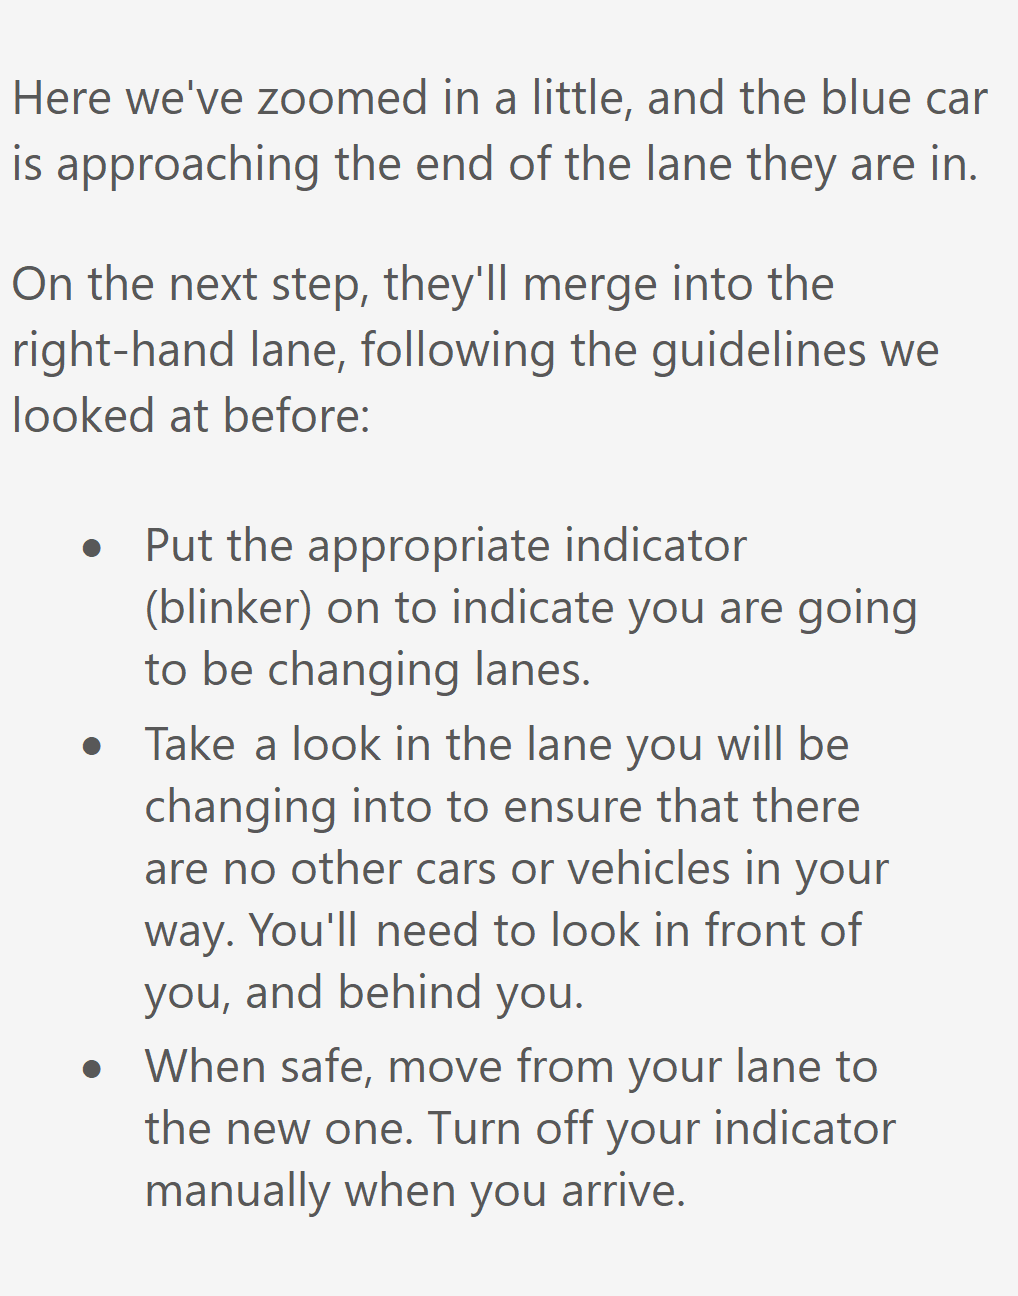 Here we've zoomed in a little, and the blue car
is approaching the end of the lane they are in.
On the next step, they'll merge into the
right-hand lane, following the guidelines we
looked at before:
● Put the appropriate indicator
(blinker) on to indicate you are going
to be changing lanes.
● Take a look in the lane you will be
changing into to ensure that there
are no other cars or vehicles in your
way. You'll need to look in front of
you, and behind you.
● When safe, move from your lane to
the new one. Turn off your indicator
manually when you arrive.